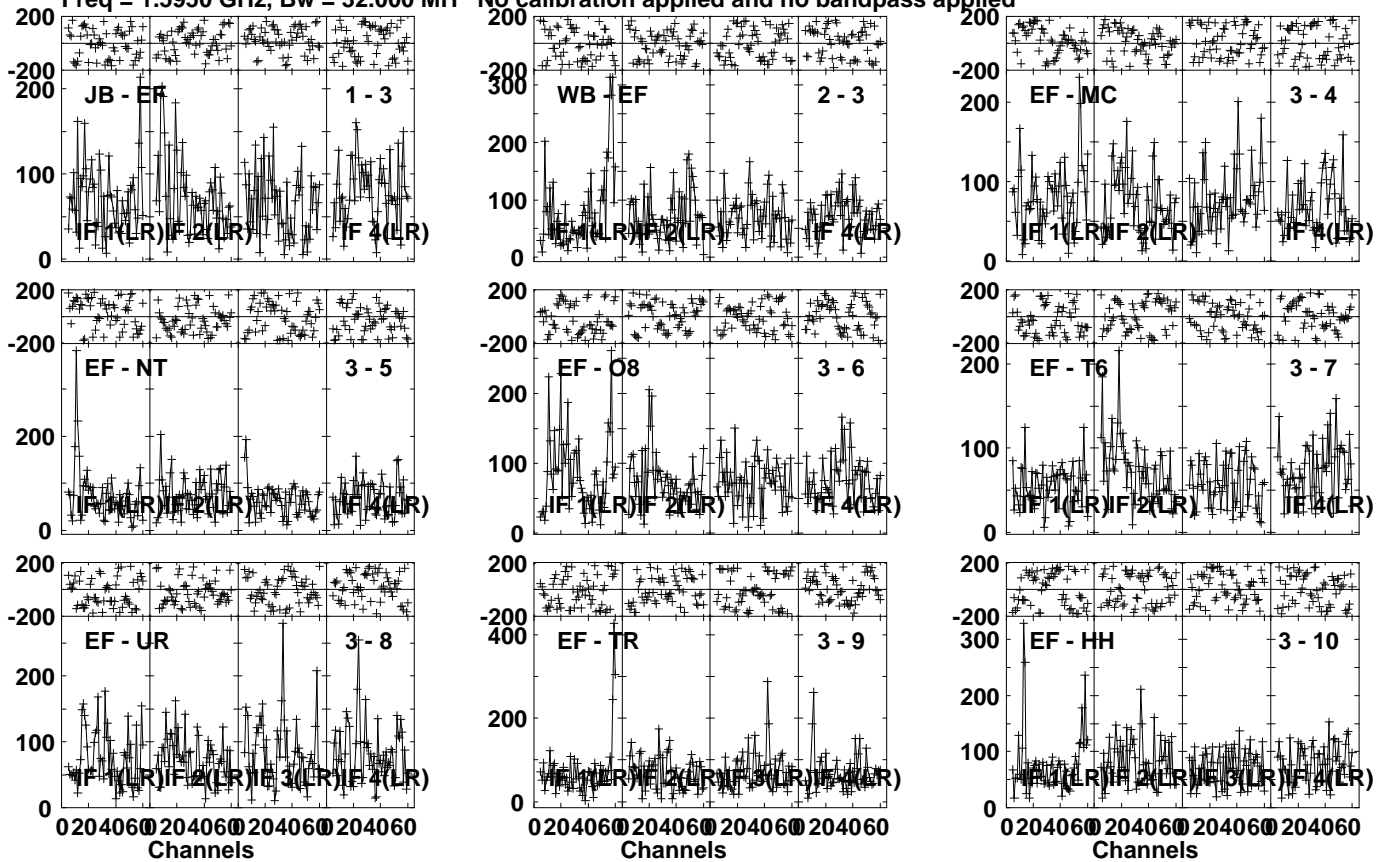 Freq = 1.5950 GHz, Bw = 32.000 MH No calibration applied and no bandpass applied
200
-200
JB - EF 1 - 3
200
100
0
IF 1(LR) IF 2(LR) IF 4(LR)
WB - EF 2 - 3
300
200
100
0
IF 1(LR) IF 2(LR) IF 4(LR)
200
-200
EF - MC 3 - 4
200
100
0
IF 1(LR) IF 2(LR) IF 4(LR)
200
-200
EF - NT 3 - 5
200
0
IF 1(LR) IF 2(LR) IF 4(LR)
EF - O8 3 - 6
200
100
0
IF 1(LR) IF 2(LR) IF 4(LR)
200
-200
EF - T6 3 - 7
200
100
0
IF 1(LR) IF 2(LR) IF 4(LR)
200
-200
EF - UR 3 - 8
200
100
0
IF 1(LR) IF 2(LR) IF 3(LR) IF 4(LR)
0 20 40 60 0 20 40 60 0 20 40 60 0 20 40 60
Channels
EF - TR 3 - 9
400
200
0
IF 1(LR) IF 2(LR) IF 3(LR) IF 4(LR)
0 20 40 60 0 20 40 60 0 20 40 60 0 20 40 60
Channels
200
-200
EF - HH 3 - 10
300
200
100
0
IF 1(LR) IF 2(LR) IF 3(LR) IF 4(LR)
0 20 40 60 0 20 40 60 0 20 40 60 0 20 40 60
Channels